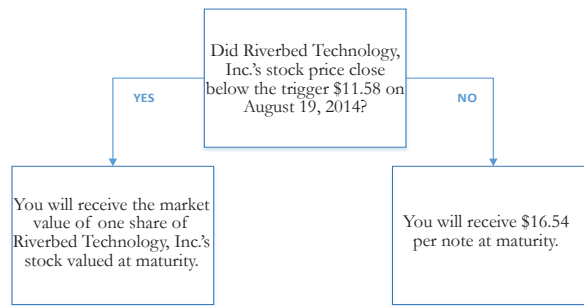 Did Riverbed Technology,
Inc.'s stock price close
below the trigger $11.58 on
August 19, 2014?
YES
NO
You will receive the market
value of one share of
Riverbed Technology, Inc.'s
stock valued at maturity.
You will receive $16.54
per note at maturity.